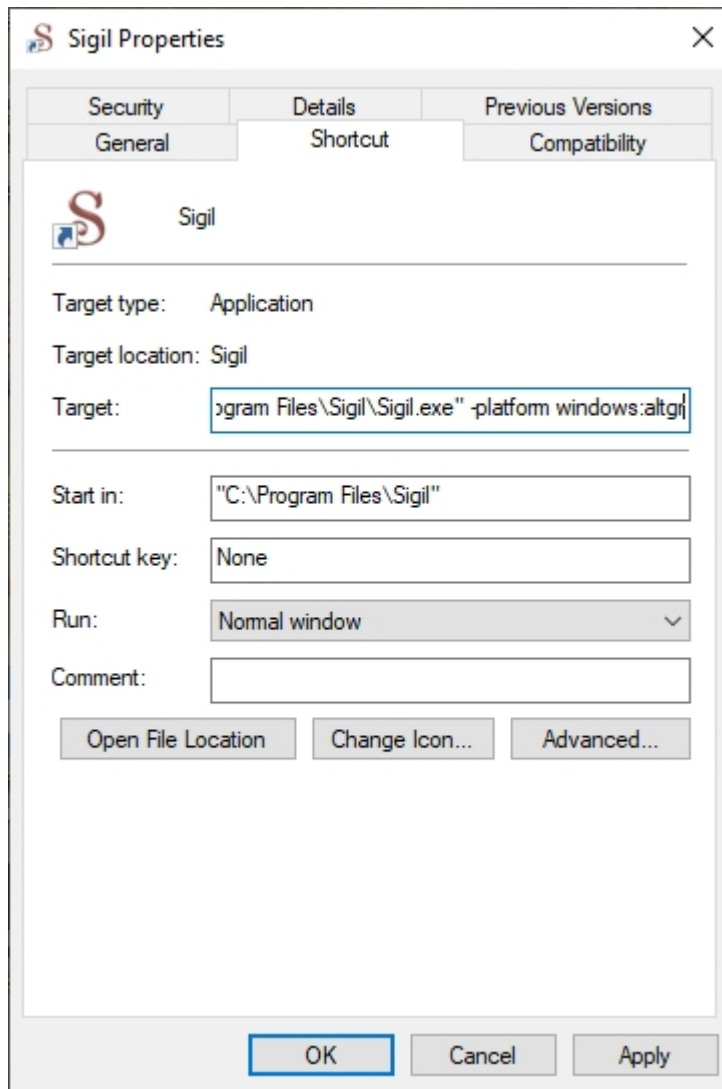 Sigil Properties
Security Details Previous Versions
General Shortcut Compatibility
Sigil
Target type: Application
Target location: Sigil
Target: ogram Files\Sigil\Sigil.exe" -platform windows:altgr
Start in: "C:\Program Files\Sigil"
Shortcut key: None
Run: Normal window
Comment:
Open File Location Change Icon... Advanced...
OK Cancel Apply